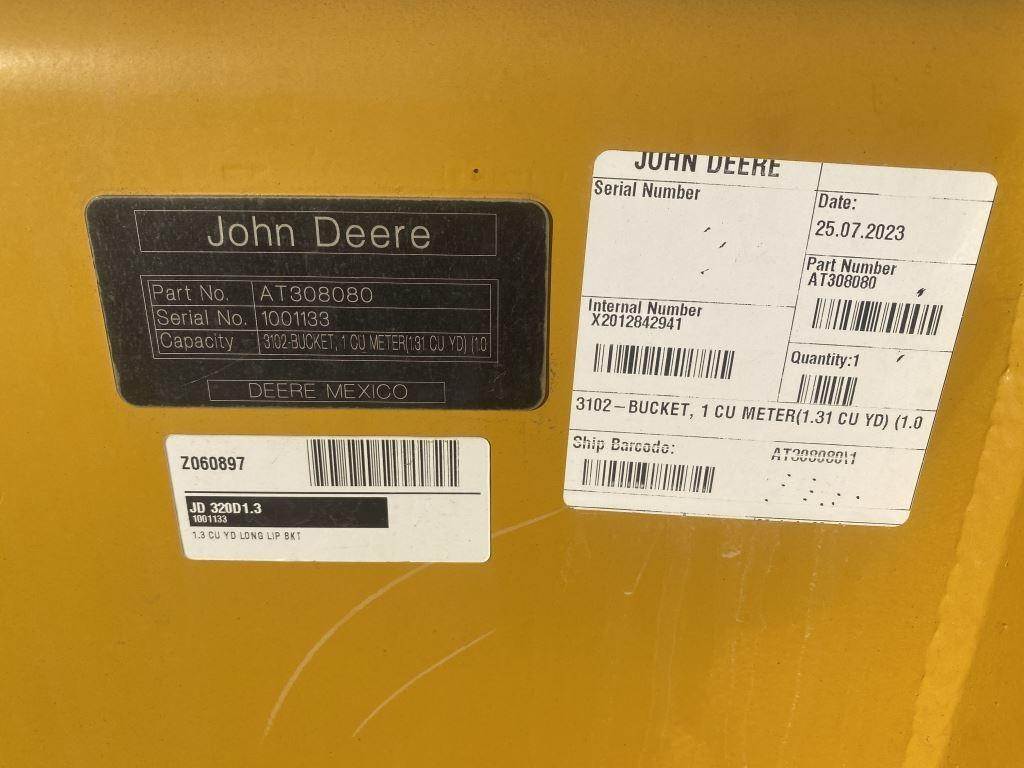 John Deere
Part No. AT308080
Serial No. 1001133
Capacity 3102-BUCKET, 1 CU METER(1.31 CU YD) (1.0
DEERE MEXICO
Z060897
JD 320D1.3
1001133
1.3 CU YD LONG LIP BKT
JOHN DEERE
Serial Number
Date:
25.07.2023
Part Number
AT308080
Internal Number
X2012842941
Quantity:1
3102-BUCKET, 1 CU METER(1.31 CU YD) (1.0
Ship Barcode:
AT308080\1